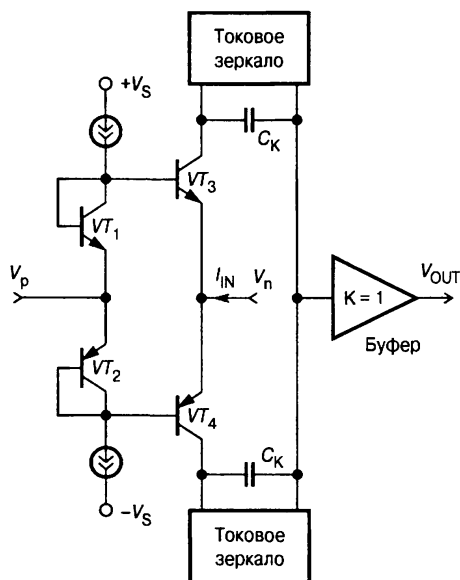 Токовое
зеркало
+V_S
C_K
VT_3
VT_1
V_p
I_IN
V_n
K = 1
V_OUT
Буфер
VT_2
VT_4
C_K
−V_S
Токовое
зеркало